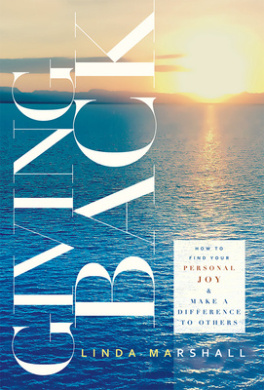 GIVING
BACK
HOW TO
FIND YOUR
PERSONAL
JOY
&
MAKE A
DIFFERENCE
TO OTHERS
LINDA MARSHALL